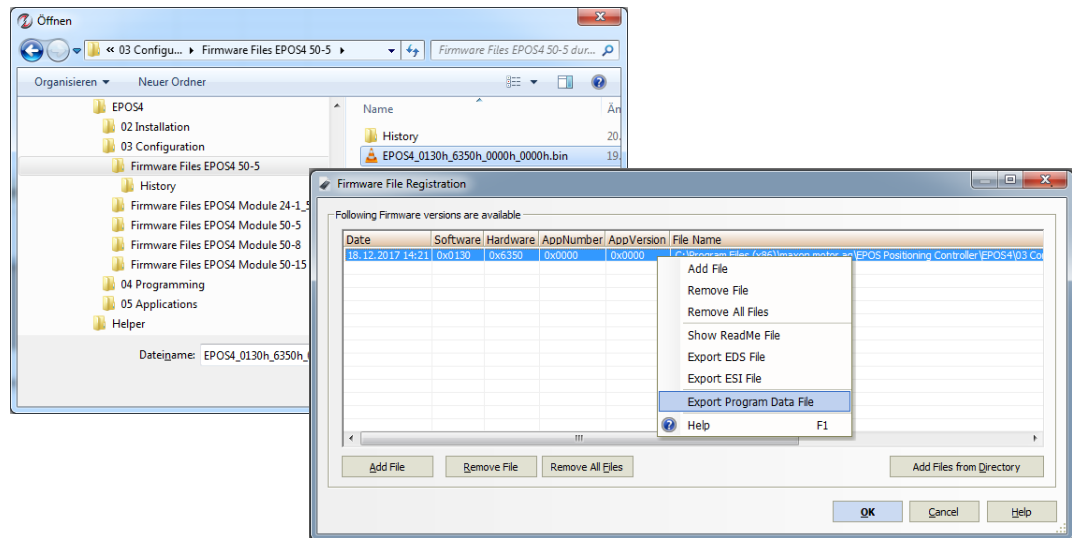 Öffnen
« 03 Configu... Firmware Files EPOS4 50-5
Firmware Files EPOS4 50-5 dur...
Organisieren
Neuer Ordner
EPOS4
02 Installation
03 Configuration
Firmware Files EPOS4 50-5
History
Firmware Files EPOS4 Module 24-1_5
Firmware Files EPOS4 Module 50-5
Firmware Files EPOS4 Module 50-8
Firmware Files EPOS4 Module 50-15
04 Programming
05 Applications
Helper
Name
Än
History
20.
EPOS4_0130h_6350h_0000h_0000h.bin
19.
Dateiname:
EPOS4_0130h_6350h_
Firmware File Registration
Following Firmware versions are available
Date Software Hardware AppNumber AppVersion File Name
18.12.2017 14:21 0x0130 0x6350 0x0000 0x0000 C:\Program Files (x86)\maxon motor ag\EPOS Positioning Controller\EPOS4\03 Co
Add File
Remove File
Remove All Files
Show ReadMe File
Export EDS File
Export ESI File
Export Program Data File
Help F1
Add File
Remove File
Remove All Files
Add Files from Directory
OK
Cancel
Help